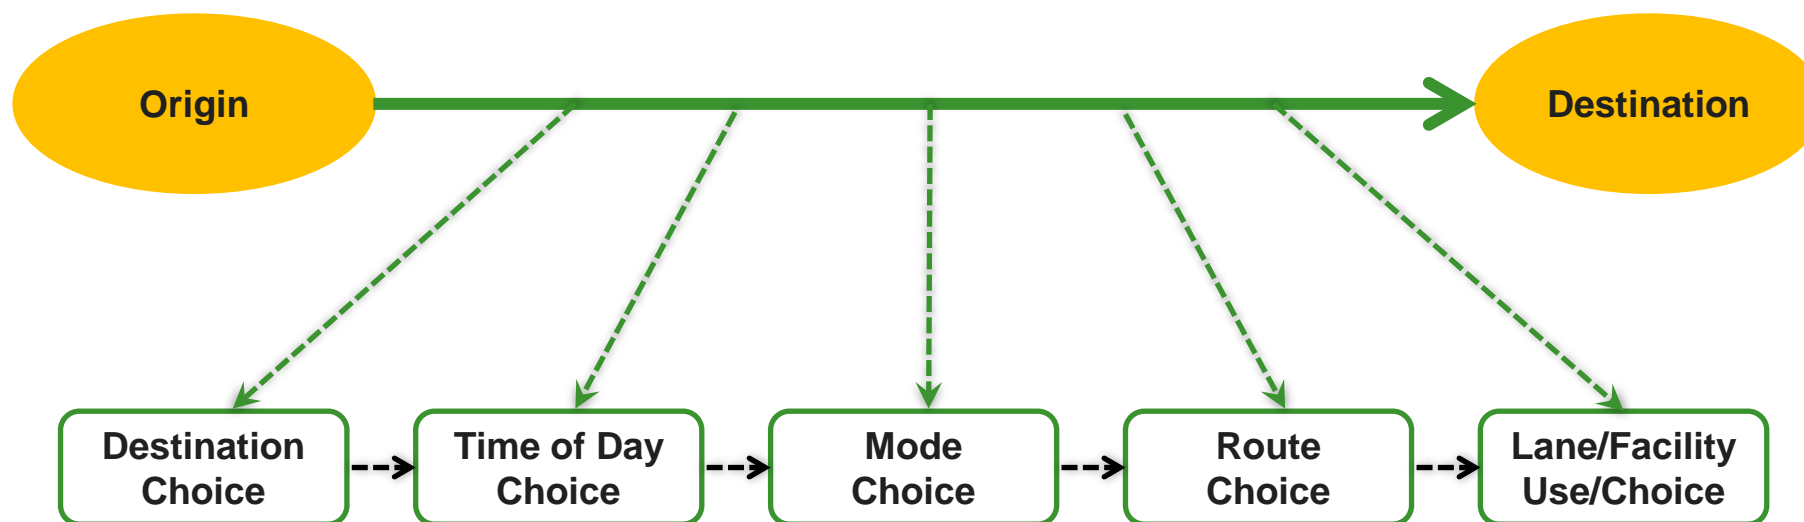 Origin
Destination
Destination
Choice
Time of Day
Choice
Mode
Choice
Route
Choice
Lane/Facility
Use/Choice